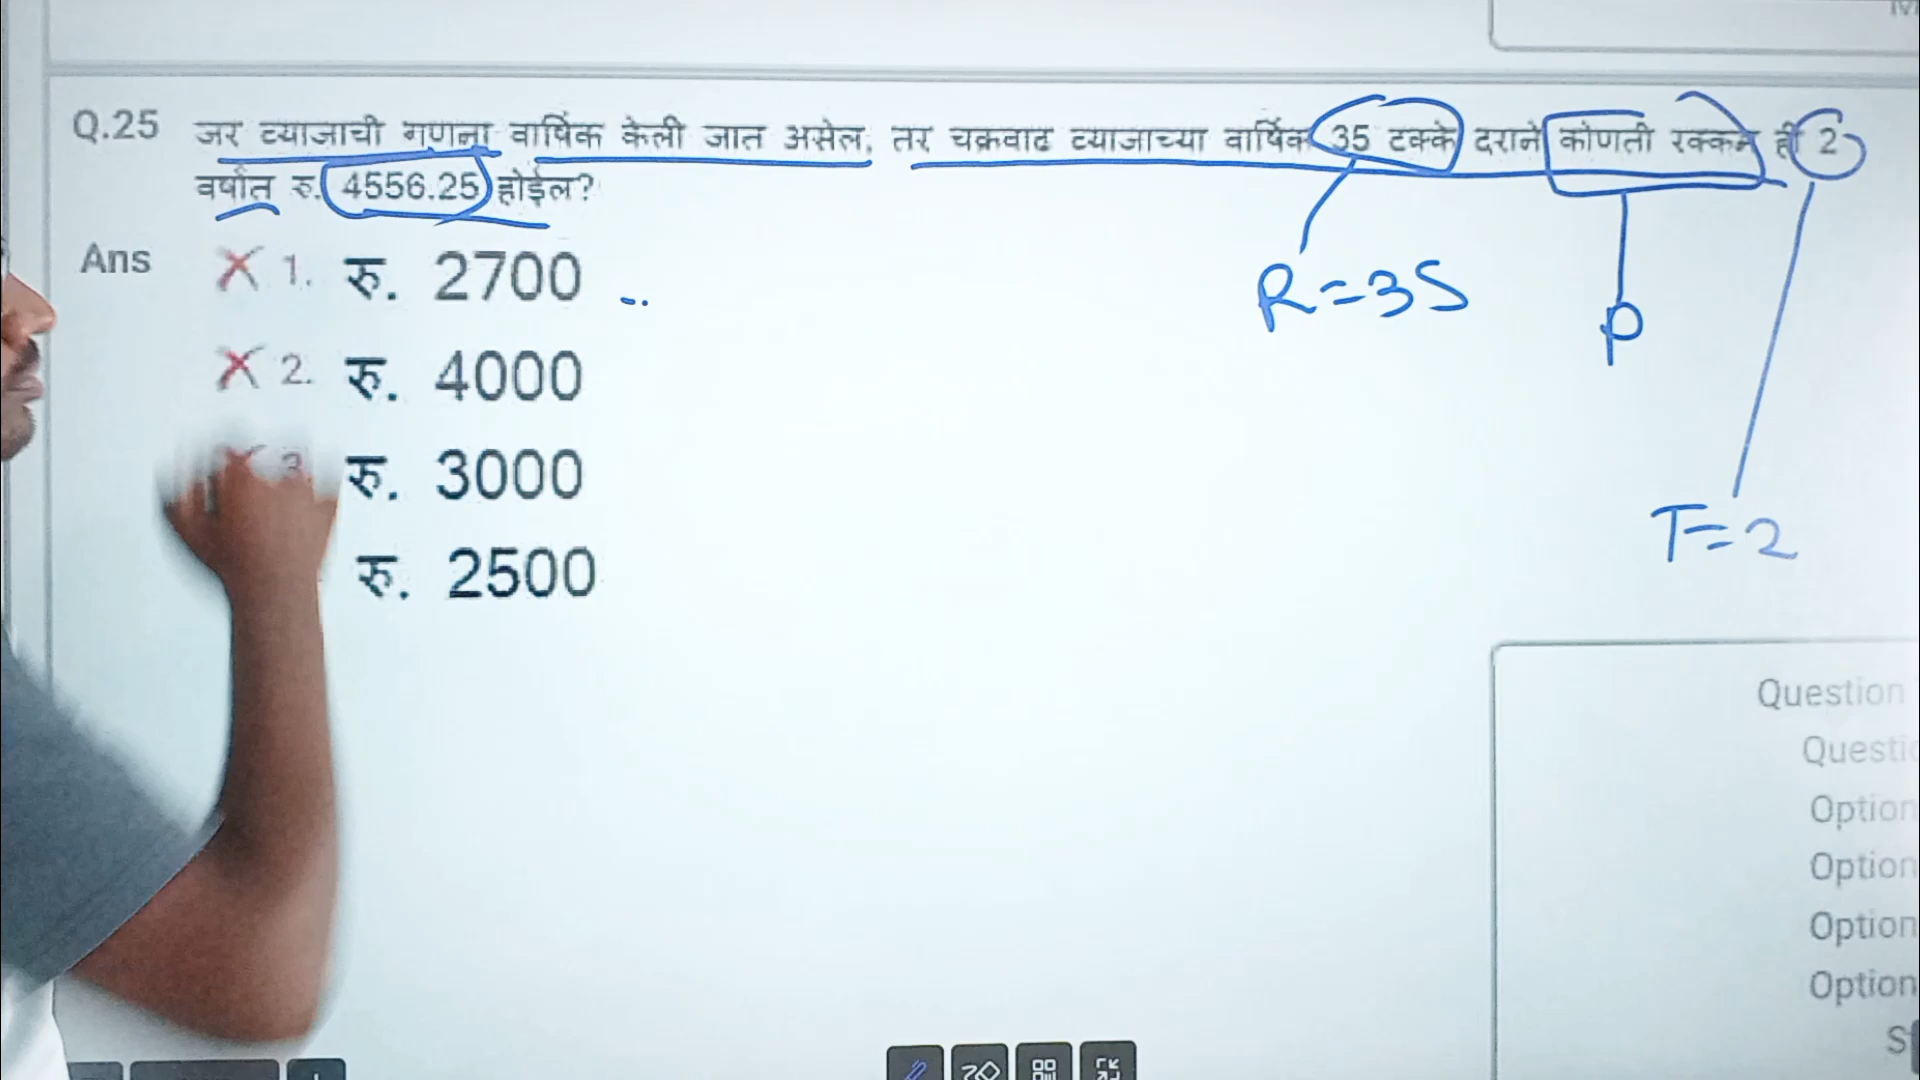 Q.25 जर व्याजाची गणना वार्षिक केली जात असेल, तर चक्रवाढ व्याजाच्या वार्षिक 35 टक्के दराने कोणती रक्कम ही 2
वर्षात रु. 4556.25 होईल?
Ans
X 1. रु. 2700
X 2. रु. 4000
3. रु. 3000
रु. 2500
R=35
P
T=2
Question
Option
Option
Option
Option